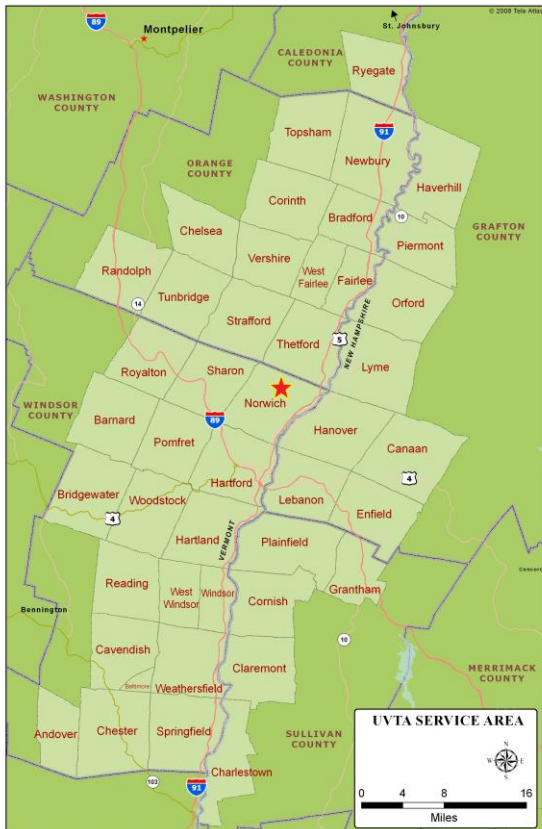 © 2008 Tele Atlas
89
Montpelier
St. Johnsbury
CALEDONIA
COUNTY
Ryegate
WASHINGTON
COUNTY
Topsham
91
Newbury
ORANGE
COUNTY
Haverhill
Corinth
Bradford
10
GRAFTON
COUNTY
Chelsea
Piermont
Vershire
West
Fairlee
Fairlee
Randolph
Tunbridge
Orford
14
Strafford
Thetford
5
NEW HAMPSHIRE
Royalton
Sharon
Lyme
Norwich
WINDSOR
COUNTY
Barnard
89
Hanover
Pomfret
Canaan
Bridgewater
Woodstock
Hartford
4
4
Lebanon
Enfield
Hartland
VERMONT
Plainfield
Reading
West
Windsor
Windsor
Grantham
Cornish
Bennington
10
Cavendish
Claremont
MERRIMACK
COUNTY
Baltimore
Weathersfield
Andover
Chester
Springfield
SULLIVAN
COUNTY
Charlestown
103
91
UVTA SERVICE AREA
N
W
E
S
0 4 8 16
Miles